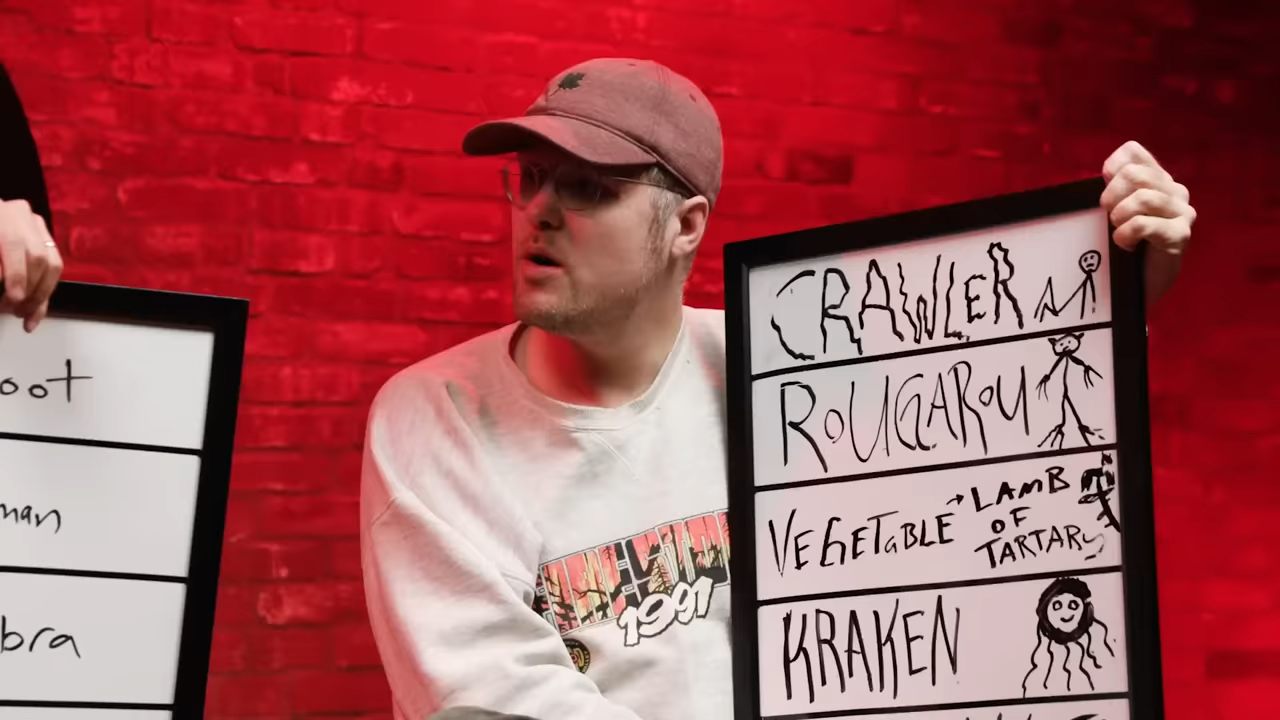 oot
man
bra
1991
CRAWLER
ROUGAROU
VEGETaBLE → LAMB
OF
TARTARY
KRAKEN